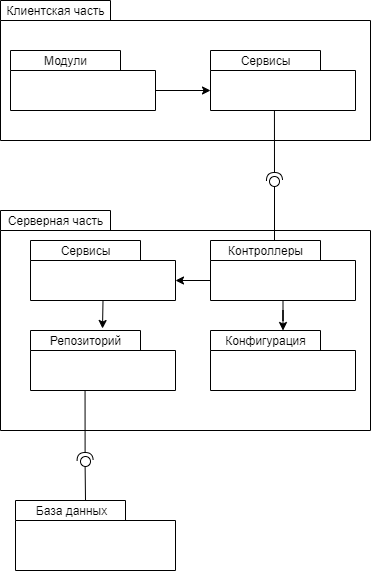 Клиентская часть
Модули
Сервисы
Серверная часть
Сервисы
Контроллеры
Репозиторий
Конфигурация
База данных